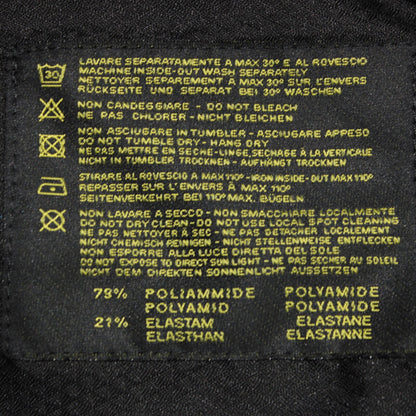 30
LAVARE SEPARATAMENTE A MAX 30° E AL ROVESCIO
MACHINE INSIDE-OUT WASH SEPARATELY
NETTOYER SEPAREMENT A MAX 30° SUR L'ENVERS
RÜCKSEITE UND SEPARAT BEI 30° WASCHEN
NON CANDEGGIARE - DO NOT BLEACH
NE PAS CHLORER - NICHT BLEICHEN
NON ASCIUGARE IN TUMBLER - ASCIUGARE APPESO
DO NOT TUMBLE DRY - HANG DRY
NE PAS METTRE EN SECHE-LINGE, SECHAGE A LA VERTICALE
NICHT IM TROCKNEN - AUFHÄNGT TROCKNEN
STIRARE AL ROVESCIO A MAX 110° - IRON INSIDE-OUT MAX 110°
REPASSER SUR L'ENVERS À MAX 110°
SEITENVERKEHRT BEI 110° MAX. BÜGELN
NON LAVARE A SECCO - NON SMACCHIARE LOCALMENTE
DO NOT DRY CLEAN - DO NOT USE LOCAL SPOT CLEANING
NE PAS NETTOYER À SEC - NE PAS DETACHER LOCALEMENT
NICHT CHEMISCH REINIGEN - NICHT STELLENWEISE ENTFLECKEN
NON ESPORRE ALLA LUCE DIRETTA DEL SOLE
DO NOT EXPOSE TO DIRECT SUN LIGHT - NE PAS SECHER AU SOLEIL
NICHT DEM DIREKTEN SONNENLICHT AUSSETZEN
79% POLIAMMIDE POLYAMIDE
POLYAMID POLYAMIDE
21% ELASTAM ELASTANE
ELASTHAN ELASTANNE